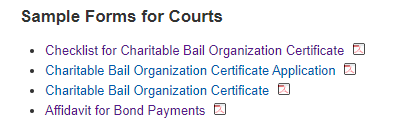 Sample Forms for Courts
Checklist for Charitable Bail Organization Certificate
Charitable Bail Organization Certificate Application
Charitable Bail Organization Certificate
Affidavit for Bond Payments